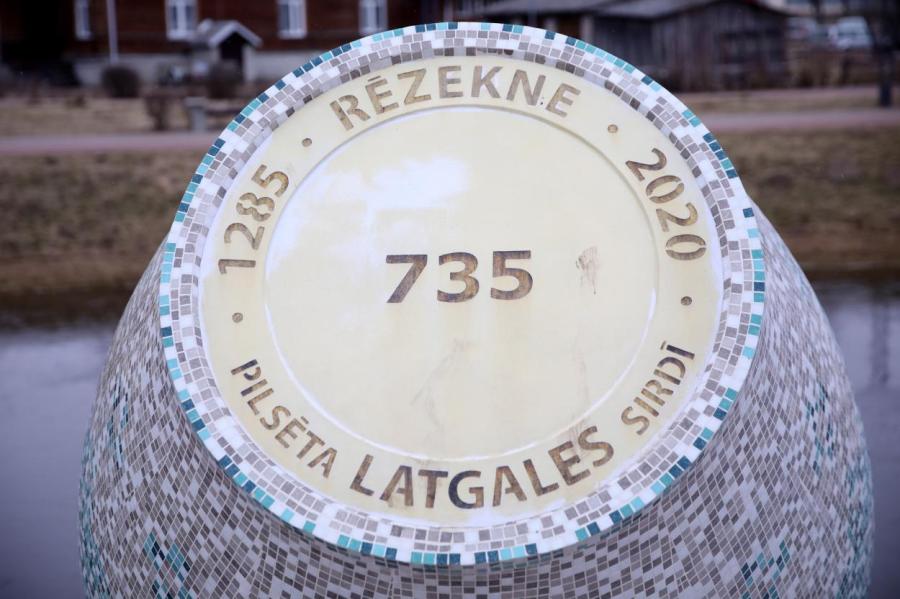 RĒZEKNE
1285
2020
735
PILSĒTA LATGALES SIRDĪ